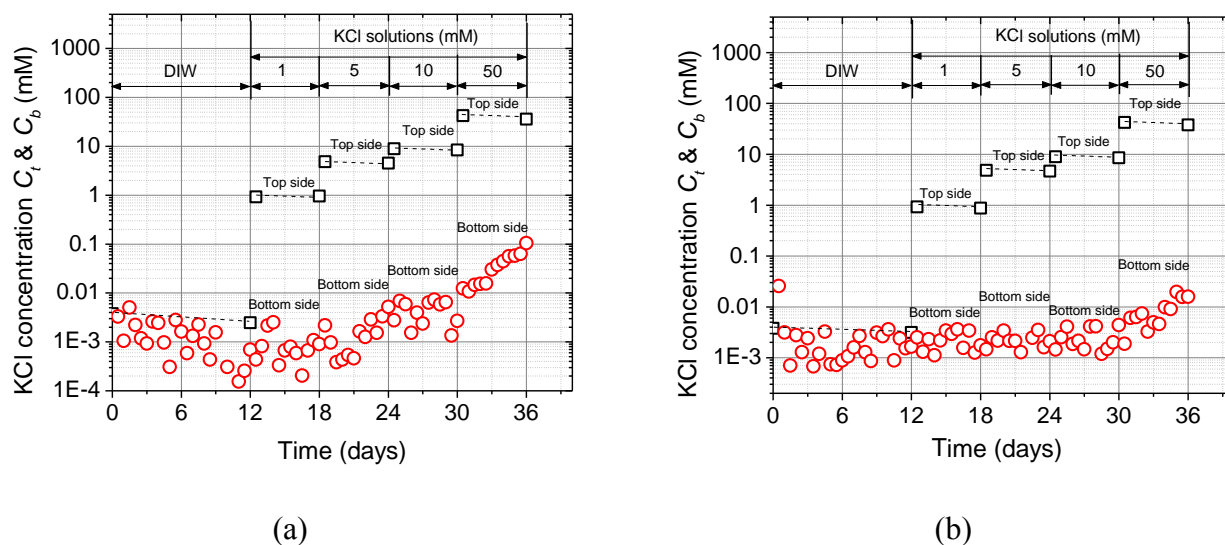 KCl solutions (mM)
DIW
1
5
10
50
1000
100
10
1
0.1
0.01
1E-3
1E-4
Top side
Top side
Top side
Top side
Bottom side
Bottom side
Bottom side
Bottom side
KCl concentration Ct & Cb (mM)
0
6
12
18
24
30
36
Time (days)
(a)
KCl solutions (mM)
DIW
1
5
10
50
1000
100
10
1
0.1
0.01
1E-3
Top side
Top side
Top side
Top side
Bottom side
Bottom side
Bottom side
Bottom side
KCl concentration Ct & Cb (mM)
0
6
12
18
24
30
36
Time (days)
(b)